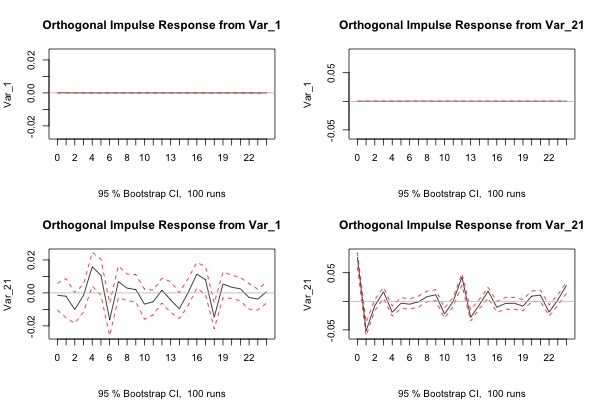 Orthogonal Impulse Response from Var_1
Var_1
0.02
0.00
-0.02
0 2 4 6 8 10 13 16 19 22
95 % Bootstrap CI, 100 runs
Orthogonal Impulse Response from Var_21
Var_1
0.05
-0.05
0 2 4 6 8 10 13 16 19 22
95 % Bootstrap CI, 100 runs
Orthogonal Impulse Response from Var_1
Var_21
0.02
0.00
-0.02
0 2 4 6 8 10 13 16 19 22
95 % Bootstrap CI, 100 runs
Orthogonal Impulse Response from Var_21
Var_21
0.05
-0.05
0 2 4 6 8 10 13 16 19 22
95 % Bootstrap CI, 100 runs